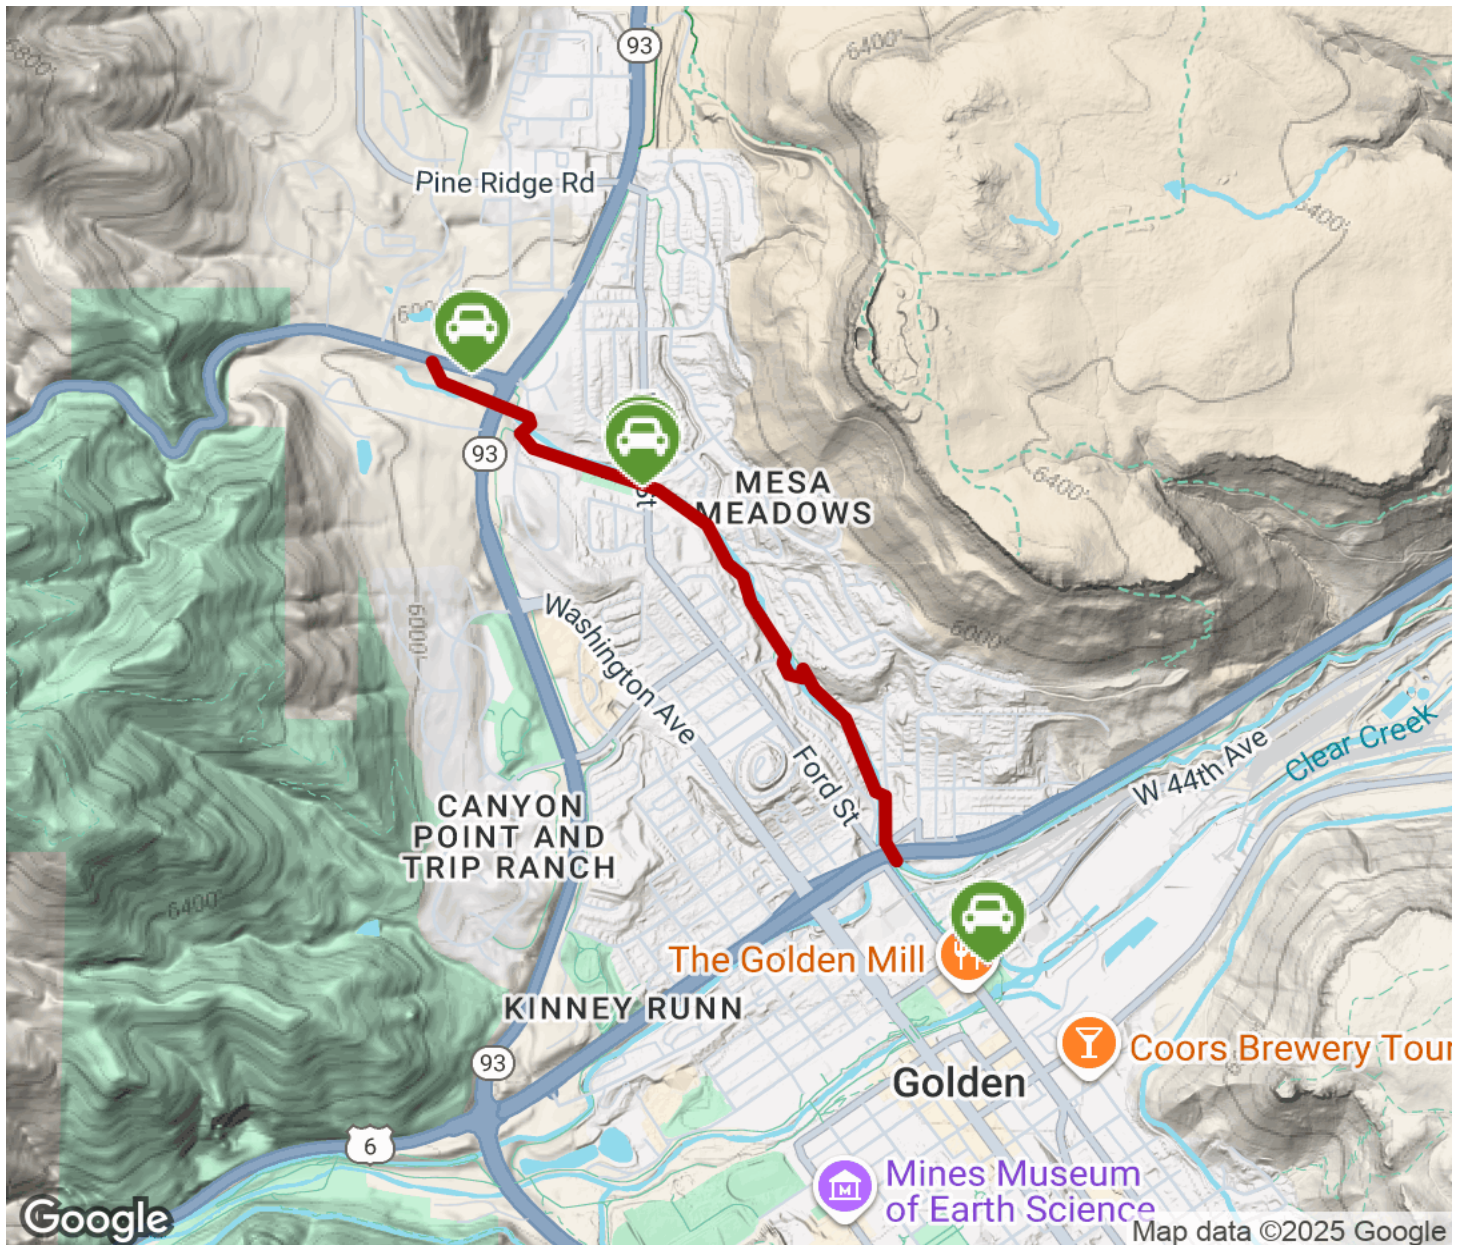 93
6400'
6800'
Pine Ridge Rd
6400'
93
MESA
MEADOWS
St
6400'
Washington Ave
6000'
6000'
Ford St
W 44th Ave
Clear Creek
CANYON
POINT AND
TRIP RANCH
6400'
The Golden Mill
KINNEY RUNN
93
Coors Brewery Tour
Golden
6
Mines Museum
of Earth Science
Google
Map data ©2025 Google